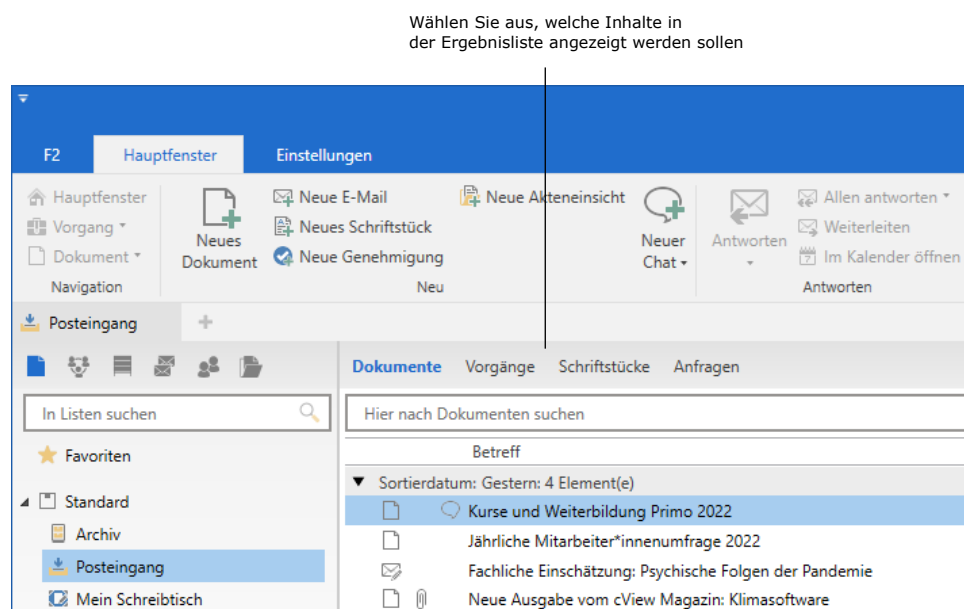 Wählen Sie aus, welche Inhalte in
der Ergebnisliste angezeigt werden sollen
F2 Hauptfenster Einstellungen
Hauptfenster
Vorgang
Dokument
Navigation
Neues
Dokument
Neue E-Mail
Neues Schriftstück
Neue Genehmigung
Neue Akteneinsicht
Neuer
Chat
Neu
Antworten
Allen antworten
Weiterleiten
7 Im Kalender öffnen
Antworten
Posteingang +
In Listen suchen
Favoriten
Standard
Archiv
Posteingang
Mein Schreibtisch
Dokumente Vorgänge Schriftstücke Anfragen
Hier nach Dokumenten suchen
Betreff
Sortierdatum: Gestern: 4 Element(e)
Kurse und Weiterbildung Primo 2022
Jährliche Mitarbeiter*innenumfrage 2022
Fachliche Einschätzung: Psychische Folgen der Pandemie
Neue Ausgabe vom cView Magazin: Klimasoftware